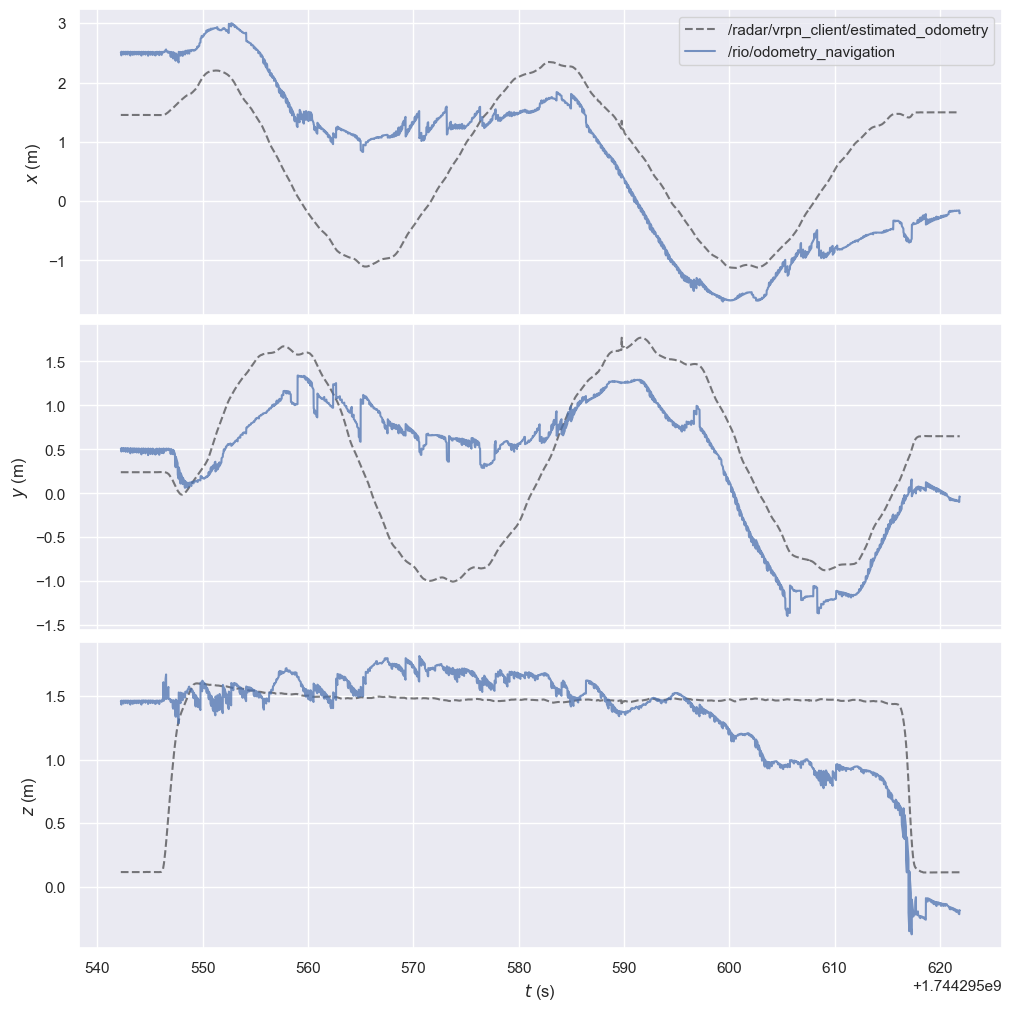 /radar/vrpn_client/estimated_odometry
/rio/odometry_navigation
3
2
1
0
−1
x (m)
1.5
1.0
0.5
0.0
−0.5
−1.0
−1.5
y (m)
1.5
1.0
0.5
0.0
z (m)
540 550 560 570 580 590 600 610 620
+1.744295e9
t (s)